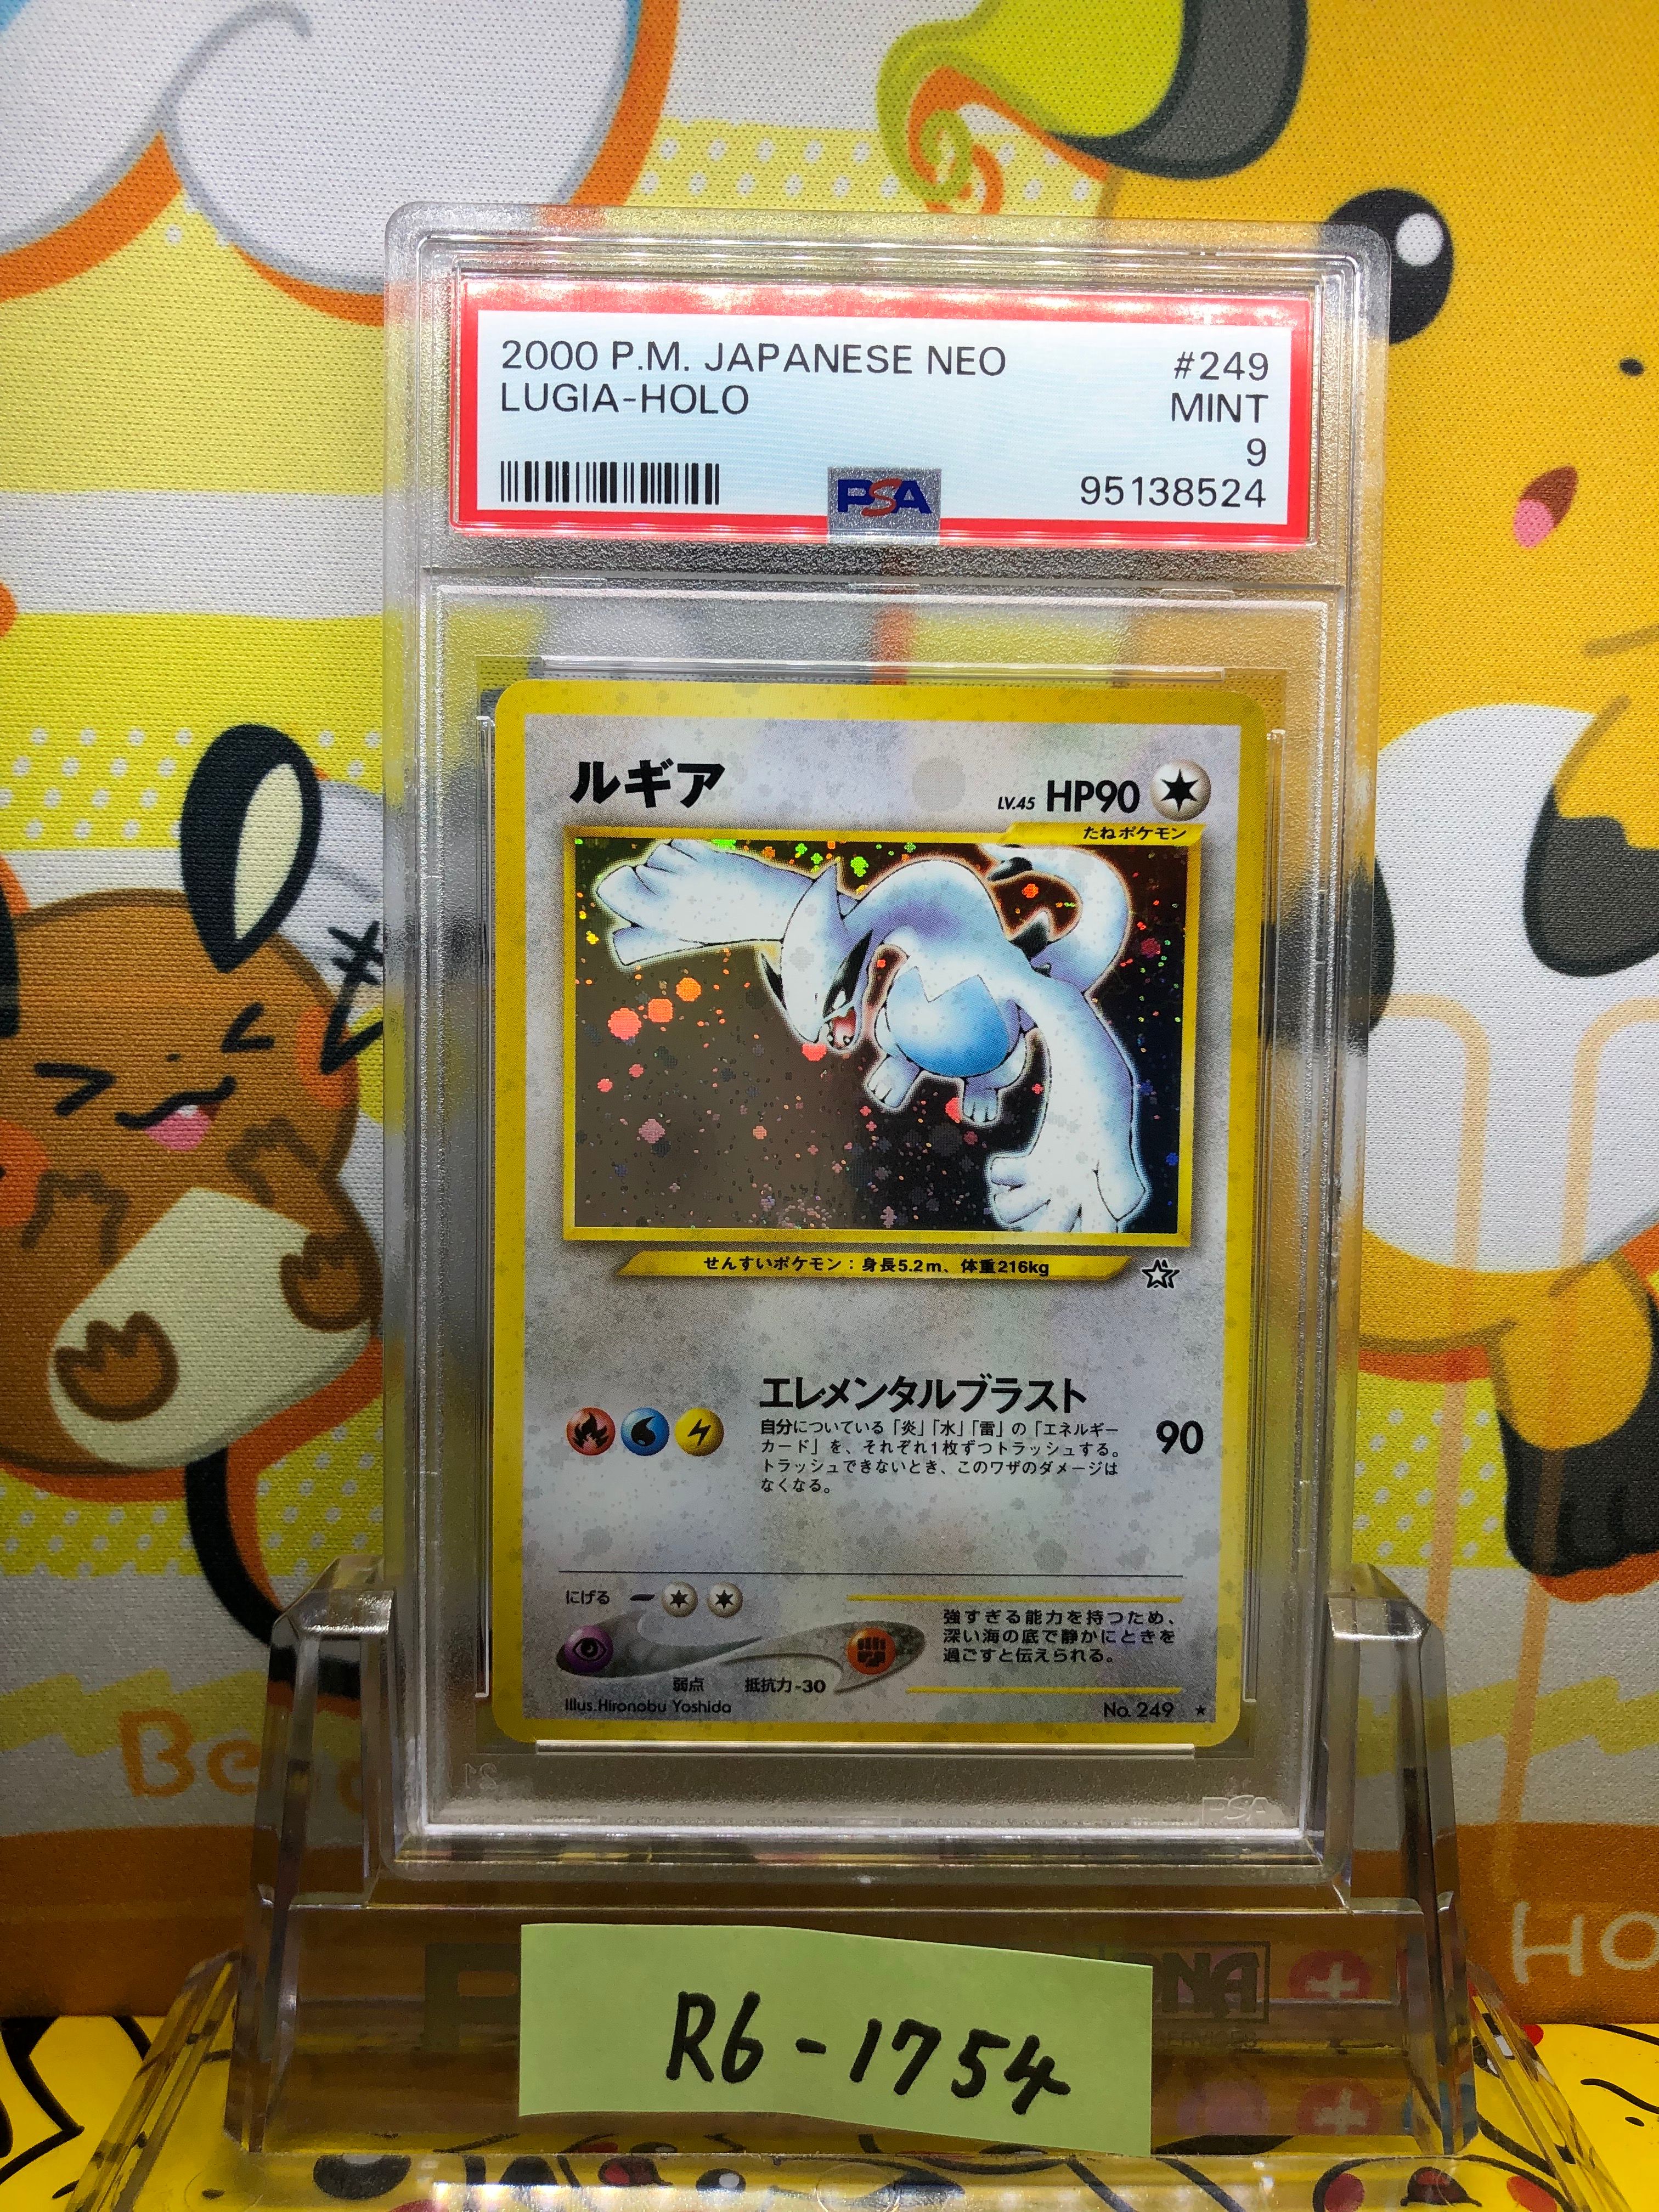 2000 P.M. JAPANESE NEO #249
LUGIA-HOLO MINT
9
PSA 95138524
ルギア LV.45 HP90
たねポケモン
せんすいポケモン：身長5.2m、体重216kg
エレメンタルブラスト 90
自分についている「炎」「水」「雷」の「エネルギー
カード」を、それぞれ1枚ずつトラッシュする。
トラッシュできないとき、このワザのダメージは
なくなる。
にげる
強すぎる能力を持つため、
深い海の底で静かにときを
過ごすと伝えられる。
弱点 抵抗力-30
Illus.Hironobu Yoshida No. 249 ★
PSA
R6-1754